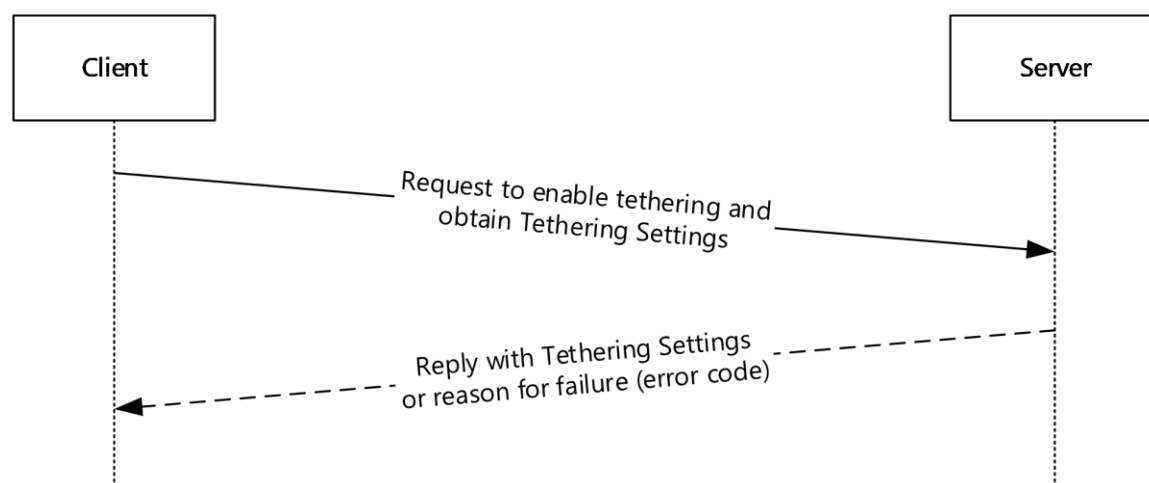 Client
Server
Request to enable tethering and
obtain Tethering Settings
Reply with Tethering Settings
or reason for failure (error code)